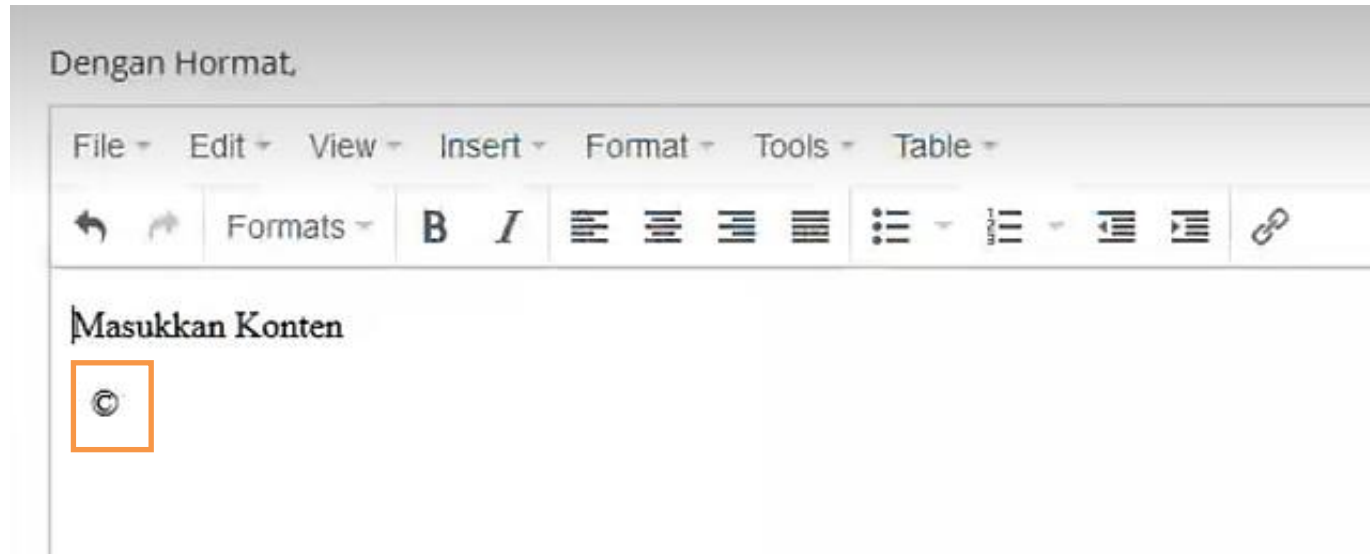 Dengan Hormat,
File Edit View Insert Format Tools Table
Formats B I
Masukkan Konten
©